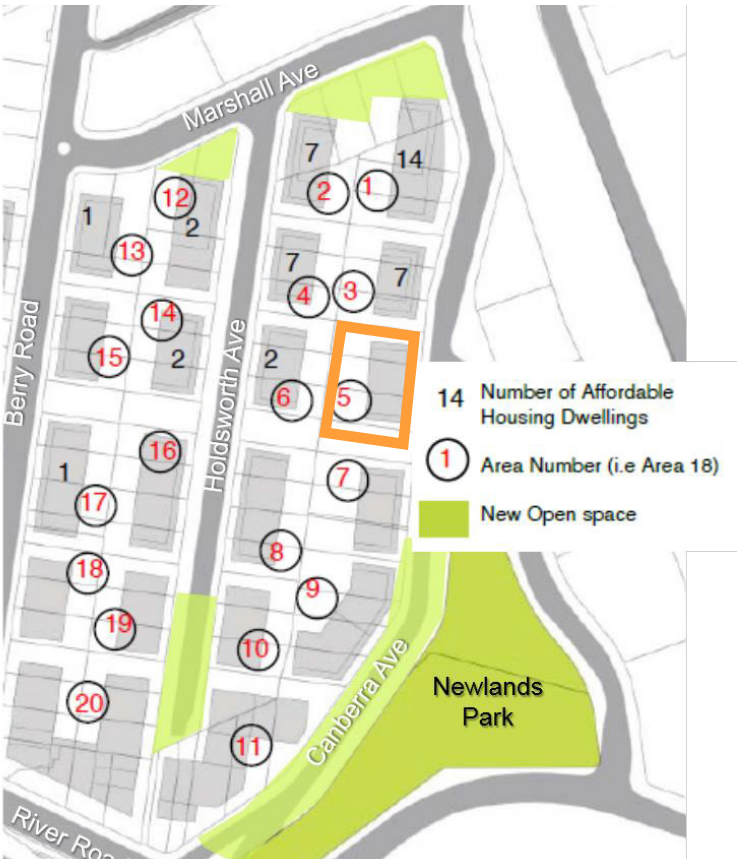 Marshall Ave
7
14
2
1
12
1
2
13
7
7
4
3
14
15
2
2
6
5
Berry Road
Holdsworth Ave
14 Number of Affordable
Housing Dwellings
1 Area Number (i.e Area 18)
New Open space
16
1
17
7
8
18
9
19
10
20
11
Canberra Ave
Newlands
Park
River Road